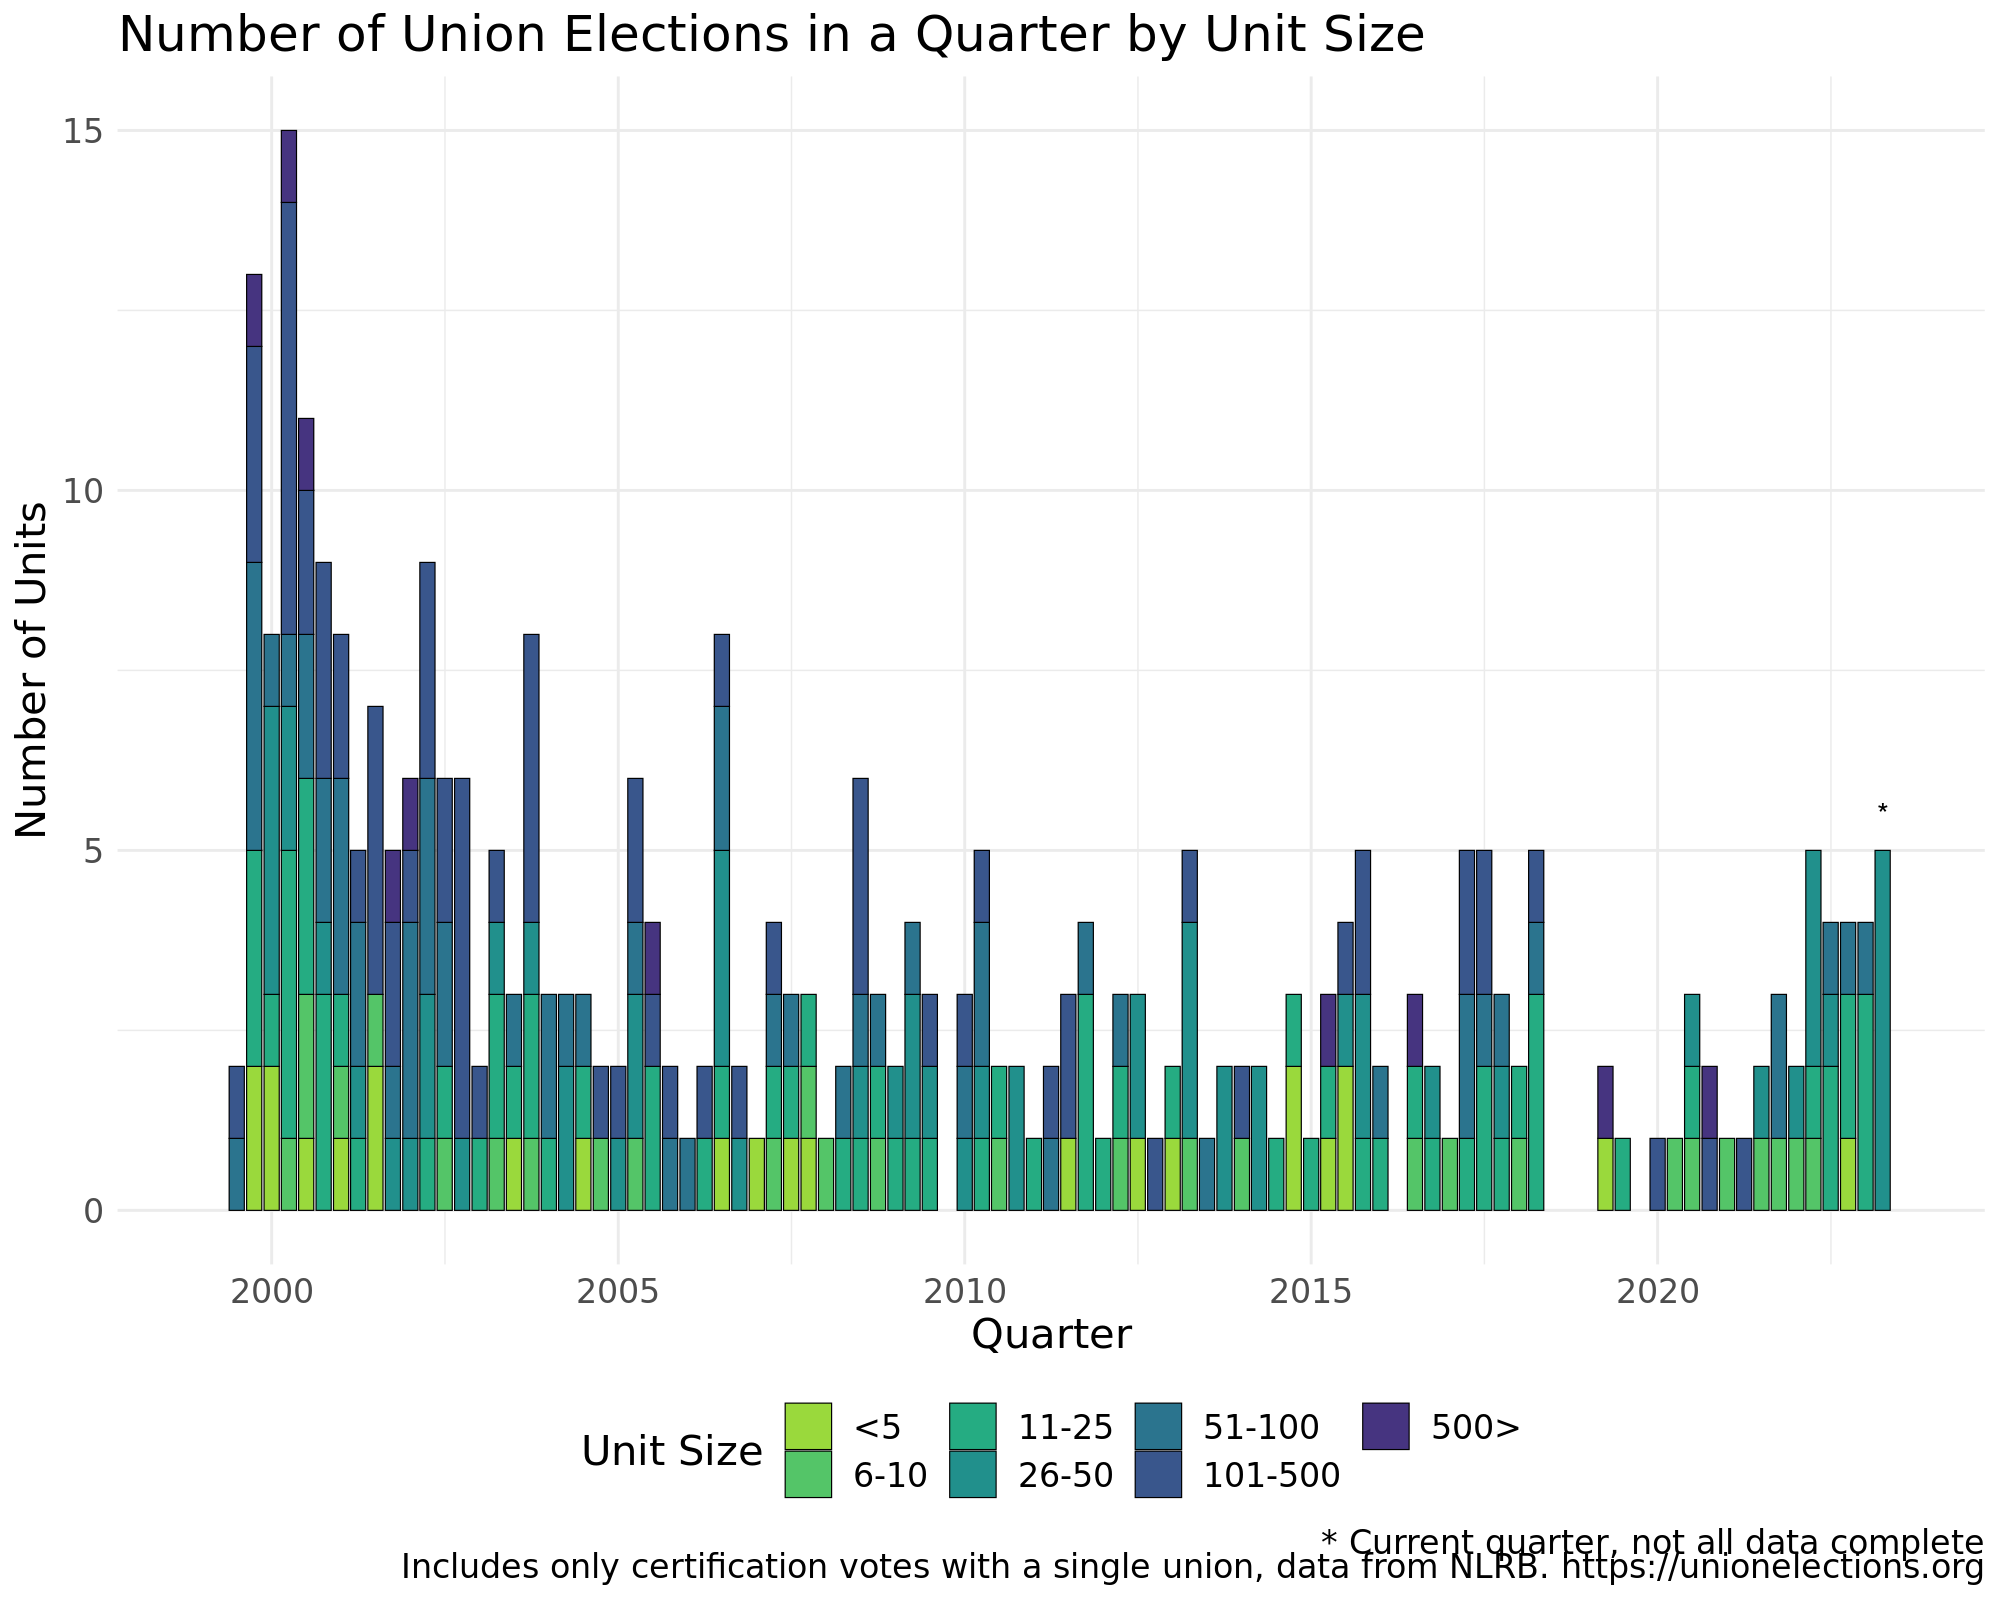 Number of Union Elections in a Quarter by Unit Size
Number of Units
15
10
5
0
*
2000 2005 2010 2015 2020
Quarter
Unit Size
<5 11-25 51-100 500>
6-10 26-50 101-500
* Current quarter, not all data complete
Includes only certification votes with a single union, data from NLRB. https://unionelections.org